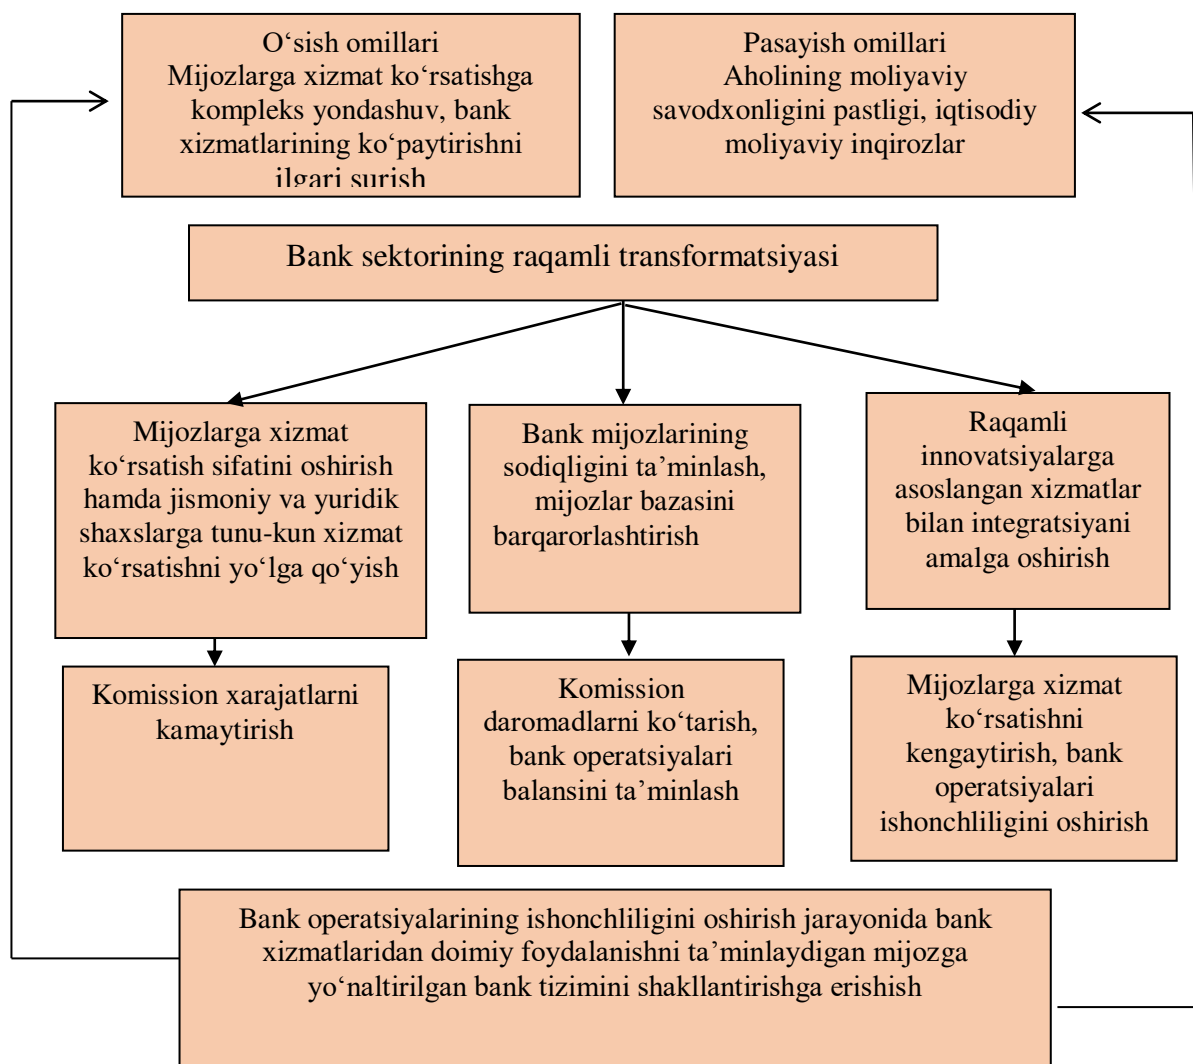 O‘sish omillari
Mijozlarga xizmat ko‘rsatishga
kompleks yondashuv, bank
xizmatlarining ko‘paytirishni
ilgari surish
Pasayish omillari
Aholining moliyaviy
savodxonligini pastligi, iqtisodiy
moliyaviy inqirozlar
Bank sektorining raqamli transformatsiyasi
Mijozlarga xizmat
ko‘rsatish sifatini oshirish
hamda jismoniy va yuridik
shaxslarga tunu-kun xizmat
ko‘rsatishni yo‘lga qo‘yish
Bank mijozlarining
sodiqligini ta’minlash,
mijozlar bazasini
barqarorlashtirish
Raqamli
innovatsiyalarga
asoslangan xizmatlar
bilan integratsiyani
amalga oshirish
Komission xarajatlarni
kamaytirish
Komission
daromadlarni ko‘tarish,
bank operatsiyalari
balansini ta’minlash
Mijozlarga xizmat
ko‘rsatishni
kengaytirish, bank
operatsiyalari
ishonchliligini oshirish
Bank operatsiyalarining ishonchliligini oshirish jarayonida bank
xizmatlaridan doimiy foydalanishni ta’minlaydigan mijozga
yo‘naltirilgan bank tizimini shakllantirishga erishish